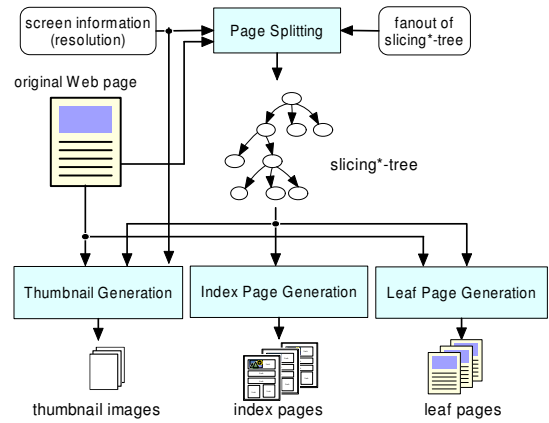 screen information
(resolution)
Page Splitting
fanout of
slicing*-tree
original Web page
slicing*-tree
Thumbnail Generation
Index Page Generation
Leaf Page Generation
thumbnail images
index pages
leaf pages